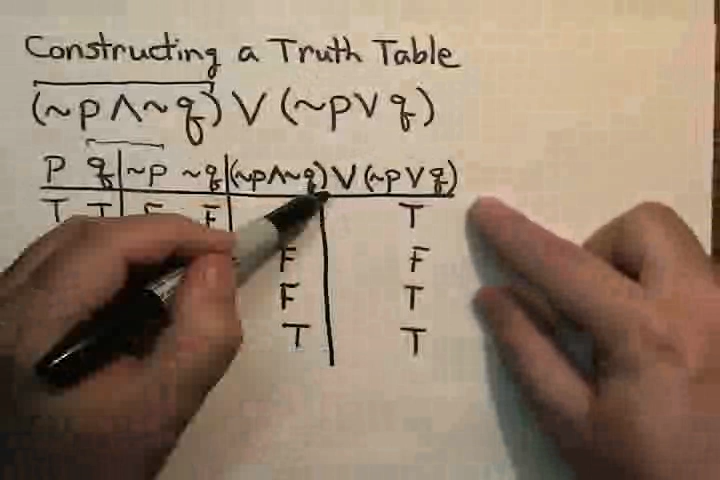 Constructing a Truth Table
(~p∧~q)∨(~p∨q)
p q ~p ~q (~p∧~q)∨(~p∨q)
T T F F T
F F
F T
T T